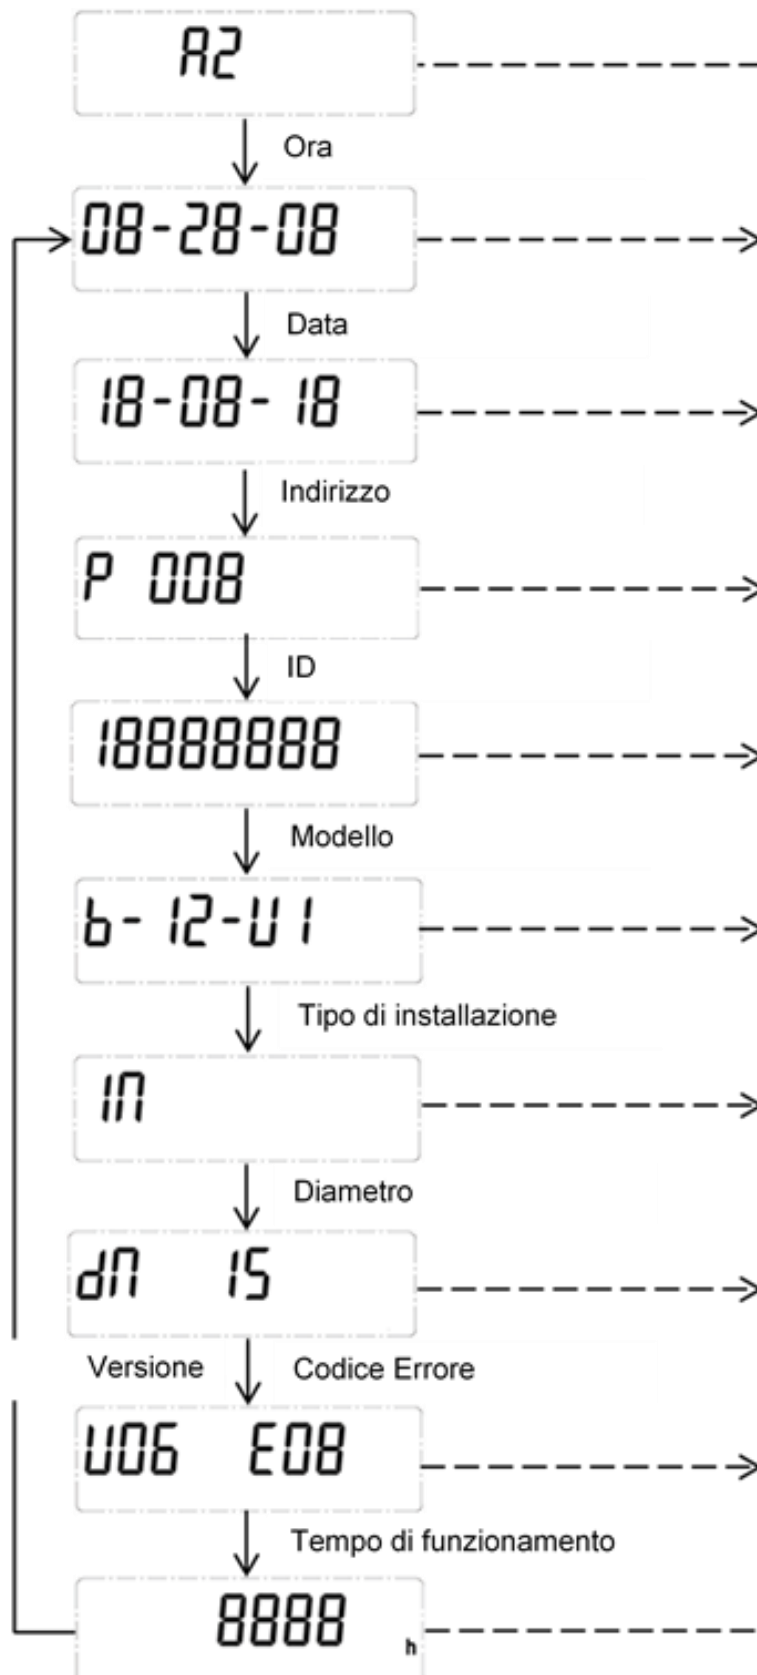 A2
Ora
08-28-08
Data
18-08-18
Indirizzo
P 008
ID
18888888
Modello
b-12-U1
Tipo di installazione
In
Diametro
dn 15
Versione Codice Errore
U06 E08
Tempo di funzionamento
8888 h